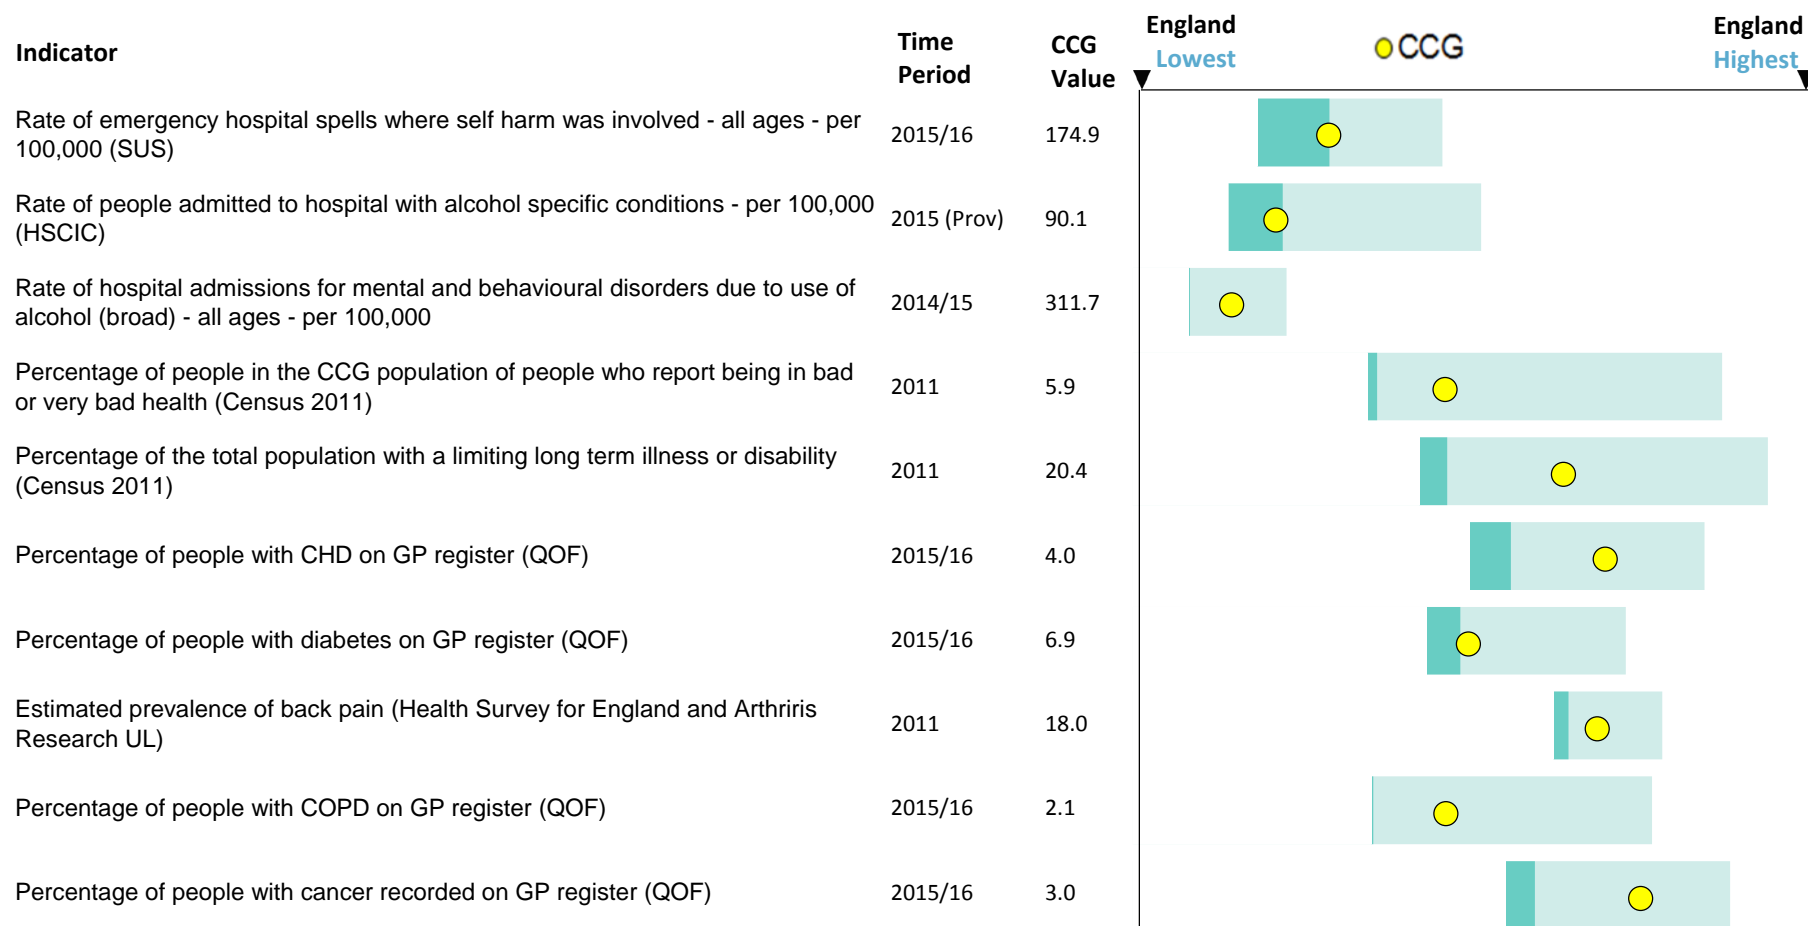 Indicator
Time
Period
CCG
Value
England
Lowest
CCG
England
Highest
Rate of emergency hospital spells where self harm was involved - all ages - per
100,000 (SUS)
2015/16
174.9
Rate of people admitted to hospital with alcohol specific conditions - per 100,000
(HSCIC)
2015 (Prov)
90.1
Rate of hospital admissions for mental and behavioural disorders due to use of
alcohol (broad) - all ages - per 100,000
2014/15
311.7
Percentage of people in the CCG population of people who report being in bad
or very bad health (Census 2011)
2011
5.9
Percentage of the total population with a limiting long term illness or disability
(Census 2011)
2011
20.4
Percentage of people with CHD on GP register (QOF)
2015/16
4.0
Percentage of people with diabetes on GP register (QOF)
2015/16
6.9
Estimated prevalence of back pain (Health Survey for England and Arthriris
Research UL)
2011
18.0
Percentage of people with COPD on GP register (QOF)
2015/16
2.1
Percentage of people with cancer recorded on GP register (QOF)
2015/16
3.0